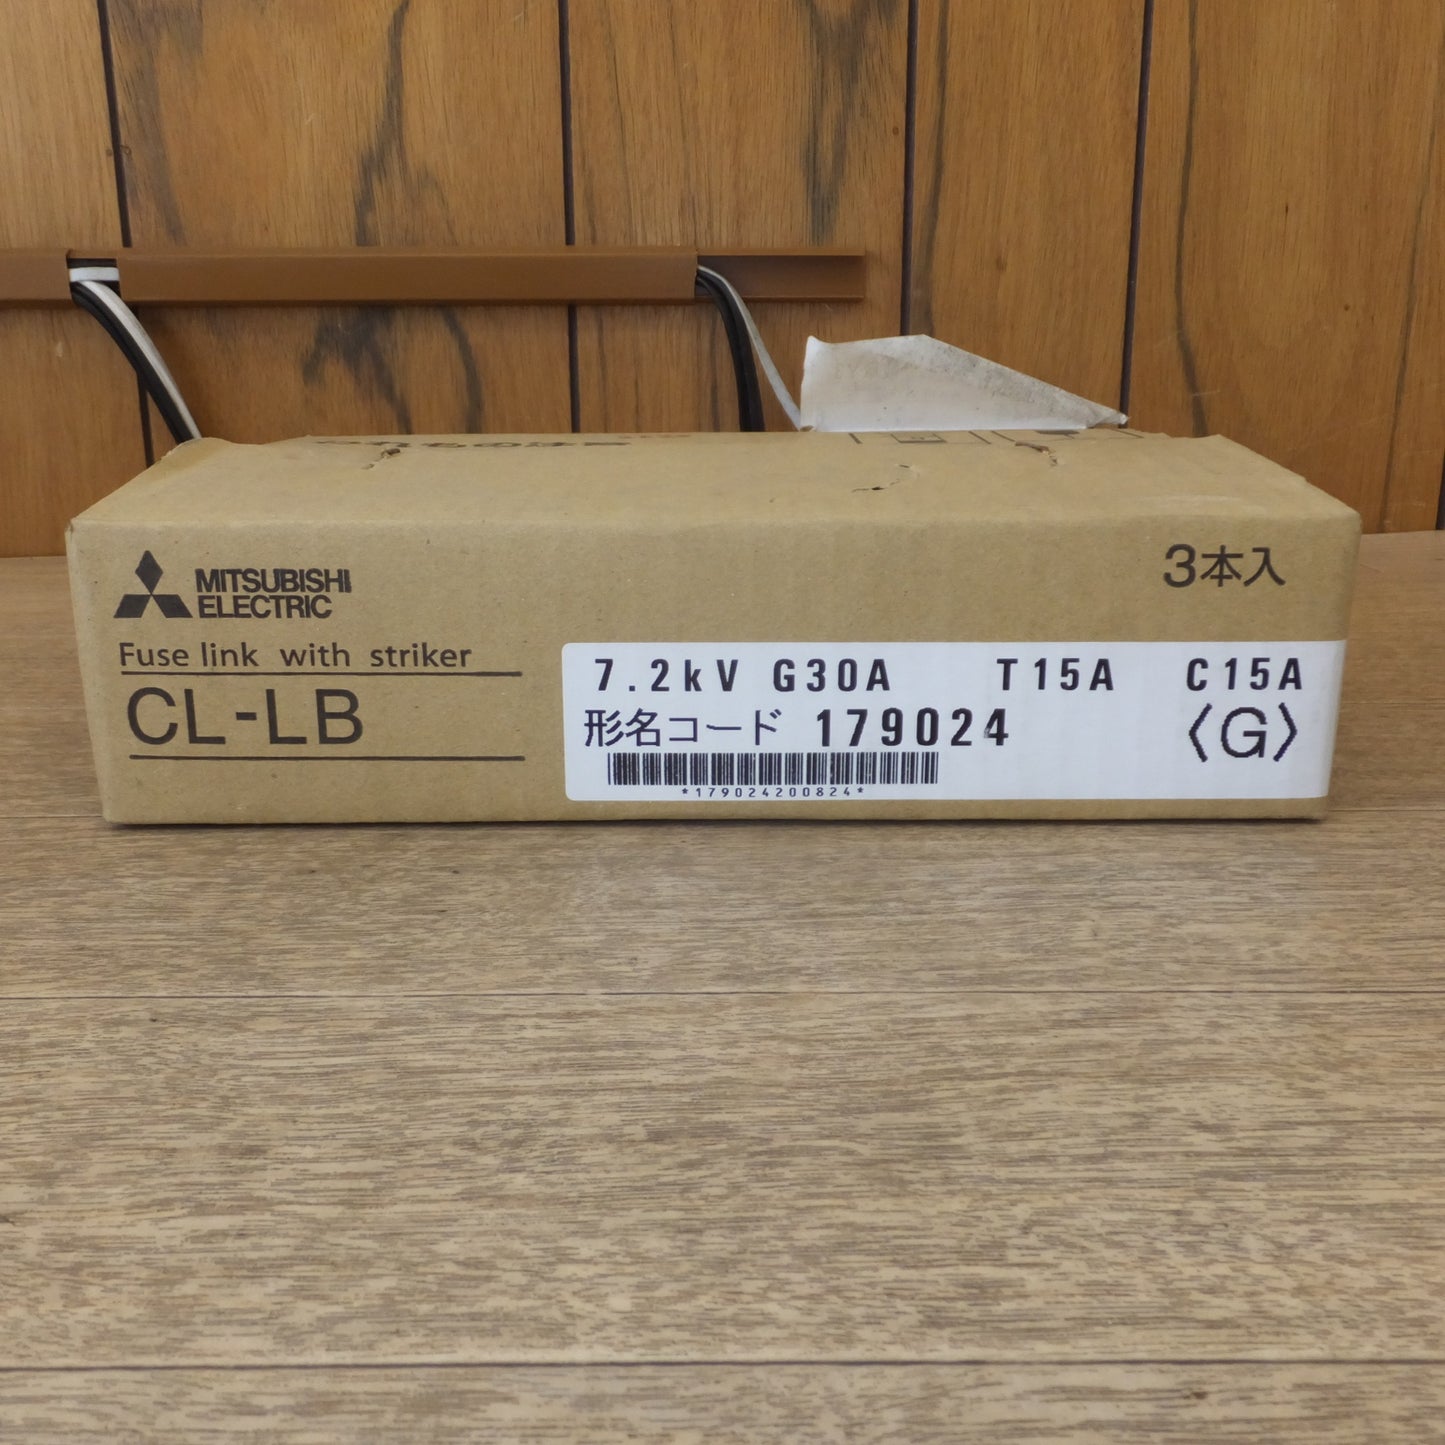 MITSUBISHI
ELECTRIC
3本入
Fuse link with striker
CL-LB
7.2kV G30A T15A C15A
形名コード 179024 〈G〉
*179024200824*